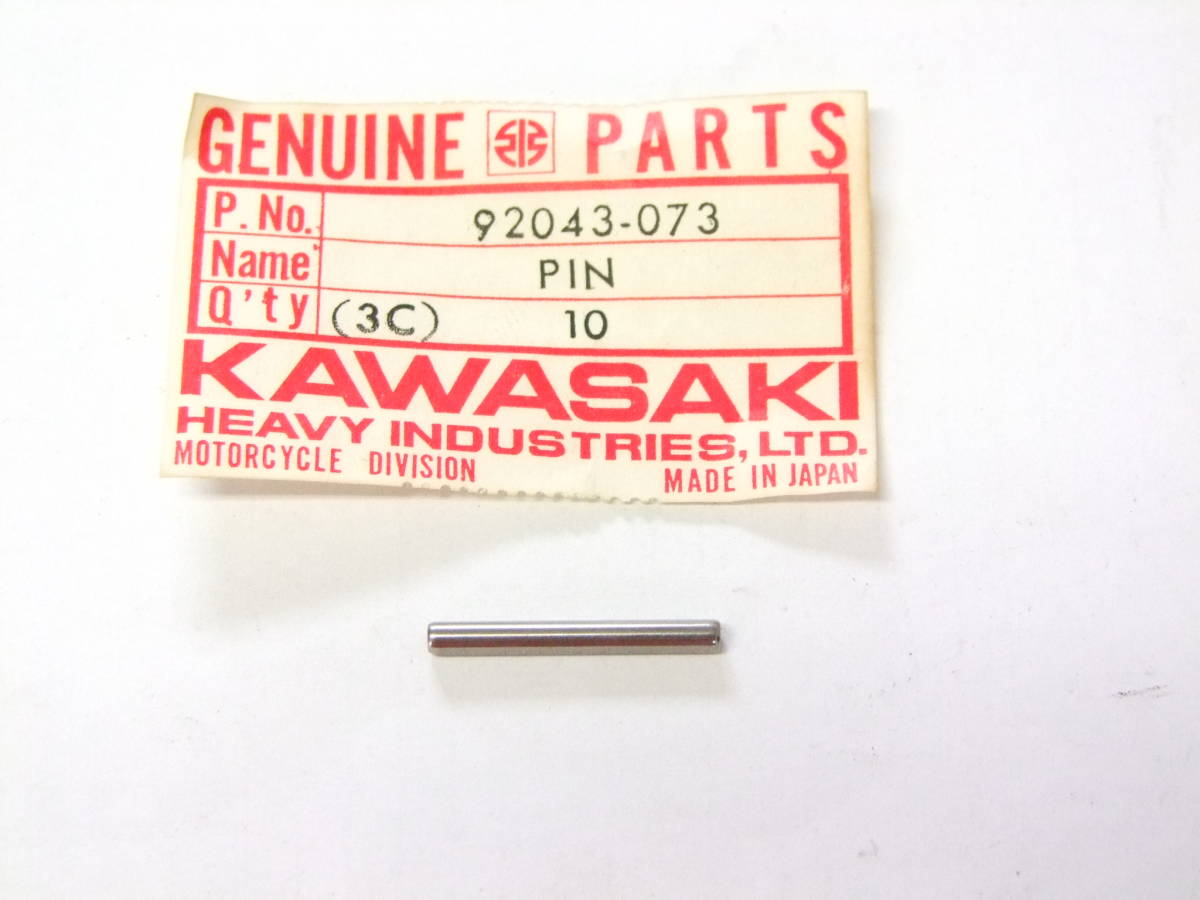 GENUINE PARTS
P. No. 92043-073
Name PIN
Q'ty (3C) 10
KAWASAKI
HEAVY INDUSTRIES, LTD.
MOTORCYCLE DIVISION MADE IN JAPAN